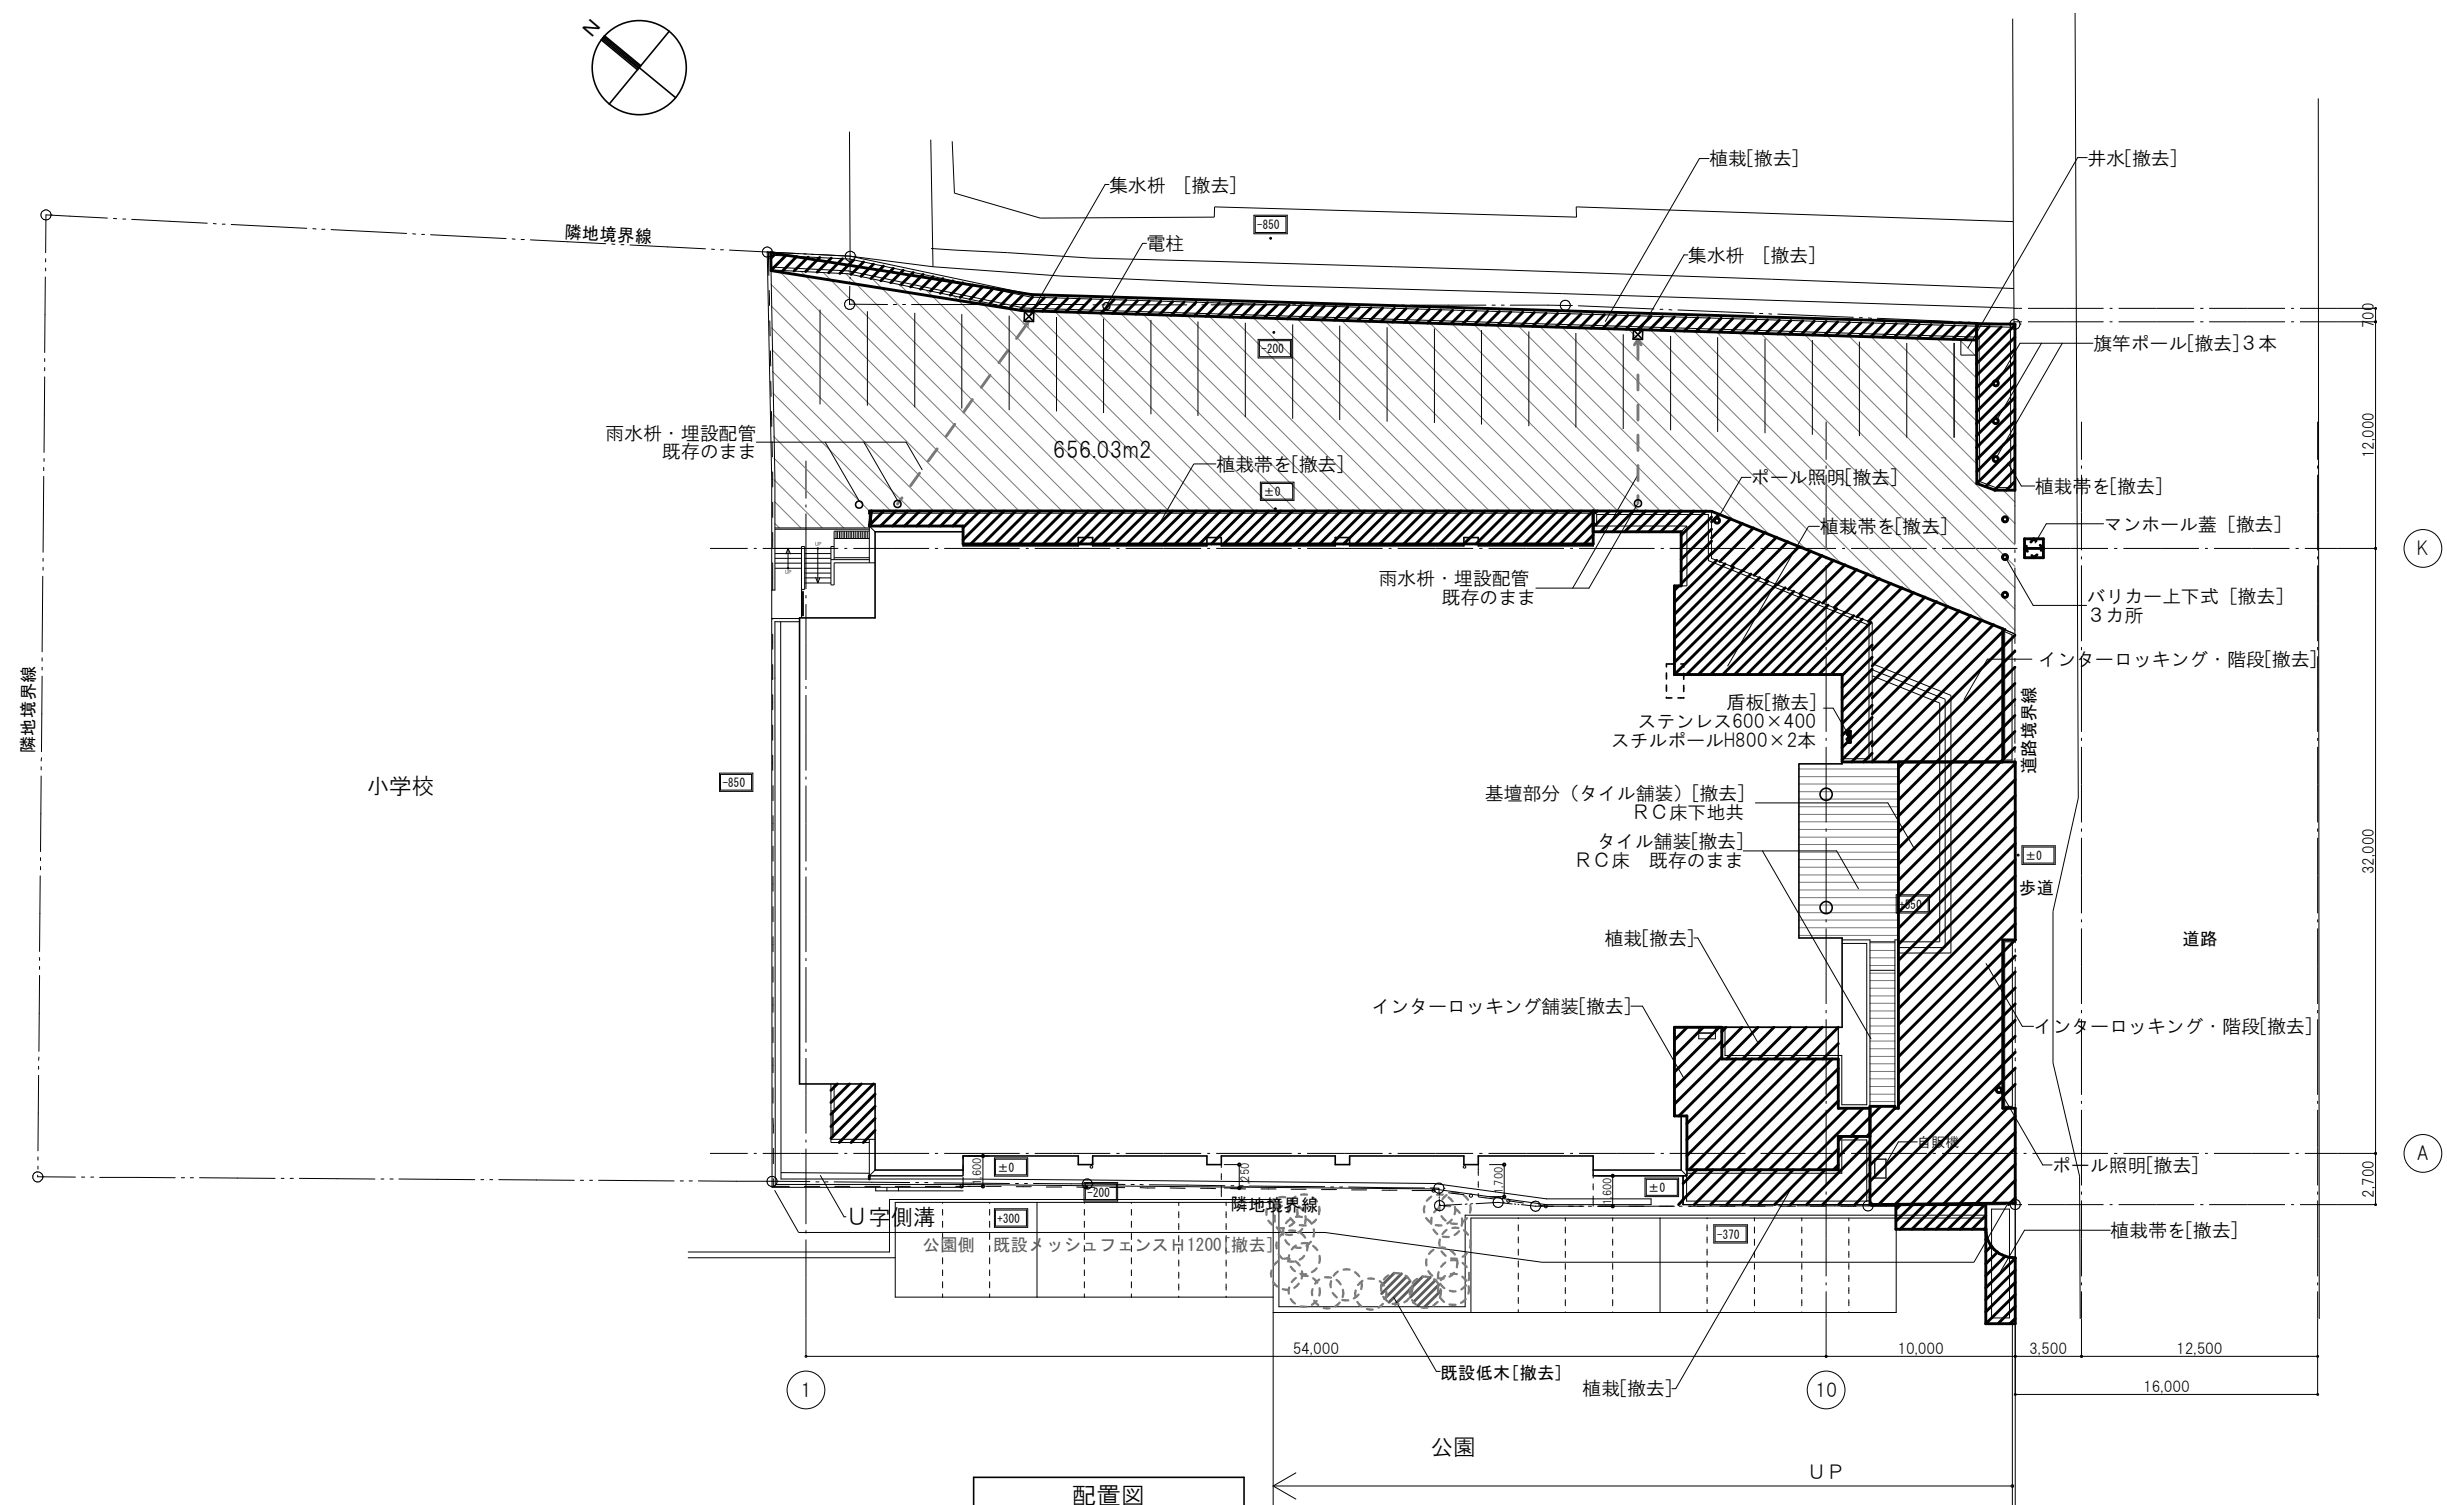 N
植栽[撤去]
井水[撤去]
集水枡　[撤去]
隣地境界線
-850
電柱
集水枡　[撤去]
700
旗竿ポール[撤去]３本
-200
雨水枡・埋設配管
既存のまま
656.03m2
12,000
植栽帯を[撤去]
ポール照明[撤去]
植栽帯を[撤去]
±0
植栽帯を[撤去]
マンホール蓋［撤去］
UP
UP
K
雨水枡・埋設配管
既存のまま
バリカー上下式［撤去］
３カ所
インターロッキング・階段[撤去]
隣地境界線
道路境界線
盾板[撤去]
ステンレス600×400
スチルポールH800×2本
小学校
-850
基壇部分（タイル舗装）[撤去]
ＲＣ床下地共
タイル舗装[撤去]
ＲＣ床　既存のまま
±0
32,000
歩道
植栽[撤去]
道路
インターロッキング舗装[撤去]
インターロッキング・階段[撤去]
自販機
A
±0
1,600
1,700
ポール照明[撤去]
-200
±0
1,600
2,700
隣地境界線
Ｕ字側溝
+300
公園側　既設メッシュフェンスＨ1200[撤去]
-370
植栽帯を[撤去]
54,000
10,000
3,500
12,500
既設低木[撤去]
植栽[撤去]
1
10
16,000
公園
ＵＰ
配置図